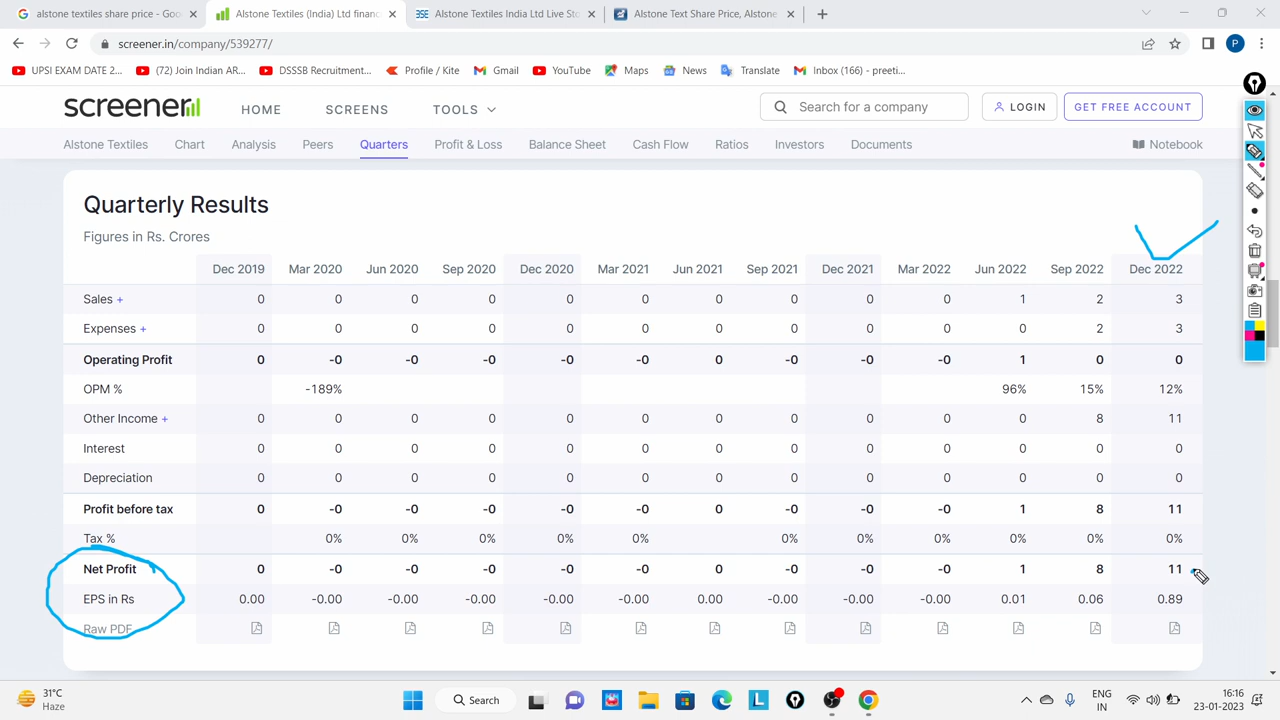 alstone textiles share price - Goo
Alstone Textiles (India) Ltd financ
BSE
Alstone Textiles India Ltd Live Sto
Alstone Text Share Price, Alstone
screener.in/company/539277/
P
UPSI EXAM DATE 2...
(72) Join Indian AR...
DSSSB Recruitment...
Profile / Kite
Gmail
YouTube
Maps
News
Translate
Inbox (166) - preeti...
screener
HOME
SCREENS
TOOLS
Search for a company
LOGIN
GET FREE ACCOUNT
Alstone Textiles
Chart
Analysis
Peers
Quarters
Profit & Loss
Balance Sheet
Cash Flow
Ratios
Investors
Documents
Notebook
Quarterly Results
Figures in Rs. Crores
Dec 2019 Mar 2020 Jun 2020 Sep 2020 Dec 2020 Mar 2021 Jun 2021 Sep 2021 Dec 2021 Mar 2022 Jun 2022 Sep 2022 Dec 2022
Sales + 0 0 0 0 0 0 0 0 0 0 1 2 3
Expenses + 0 0 0 0 0 0 0 0 0 0 0 2 3
Operating Profit 0 -0 -0 -0 -0 -0 0 -0 -0 -0 1 0 0
OPM % -189% 96% 15% 12%
Other Income + 0 0 0 0 0 0 0 0 0 0 0 8 11
Interest 0 0 0 0 0 0 0 0 0 0 0 0 0
Depreciation 0 0 0 0 0 0 0 0 0 0 0 0 0
Profit before tax 0 -0 -0 -0 -0 -0 0 -0 -0 -0 1 8 11
Tax % 0% 0% 0% 0% 0% 0% 0% 0% 0% 0% 0%
Net Profit 0 -0 -0 -0 -0 -0 0 -0 -0 -0 1 8 11
EPS in Rs 0.00 -0.00 -0.00 -0.00 -0.00 -0.00 0.00 -0.00 -0.00 -0.00 0.01 0.06 0.89
Raw PDF
31°C
Haze
Search
L
ENG
IN
16:16
23-01-2023